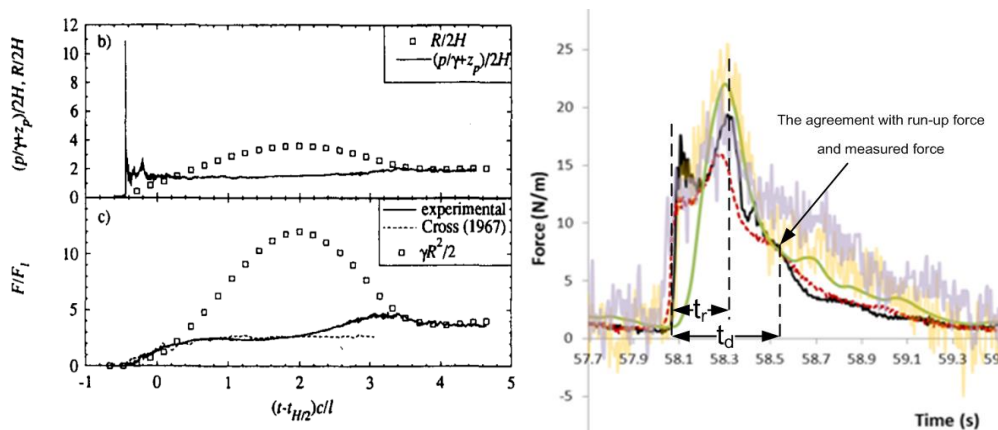 b)
R/2H
(p/γ+z_p)/2H
(p/γ+z_p)/2H, R/2H
12
10
8
6
4
2
0
c)
experimental
Cross (1967)
γR²/2
F/F_l
15
10
5
0
-1
0
1
2
3
4
5
(t-t_{H/2})c/l
25
20
15
10
5
0
-5
Force (N/m)
The agreement with run-up force
and measured force
t_r
t_d
57.7
57.9
58.1
58.3
58.5
58.7
58.9
59.1
59.3
59.
Time (s)